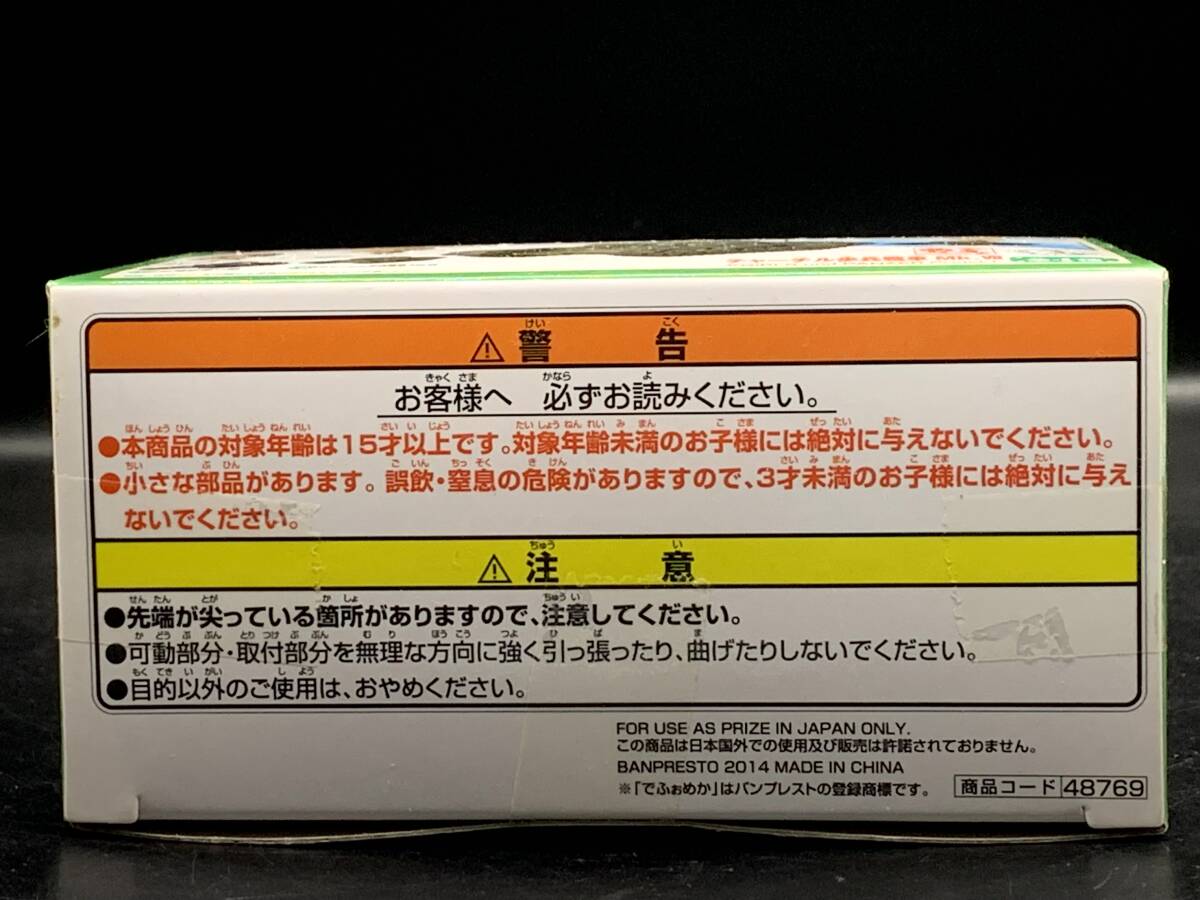 チャーチル歩兵戦車 Mk.Ⅶ
⚠警告
お客様へ 必ずお読みください。
●本商品の対象年齢は15才以上です。対象年齢未満のお子様には絶対に与えないでください。
●小さな部品があります。誤飲・窒息の危険がありますので、3才未満のお子様には絶対に与え
ないでください。
⚠注意
●先端が尖っている箇所がありますので、注意してください。
●可動部分・取付部分を無理な方向に強く引っ張ったり、曲げたりしないでください。
●目的以外のご使用は、おやめください。
FOR USE AS PRIZE IN JAPAN ONLY.
この商品は日本国外での使用及び販売は許諾されておりません。
BANPRESTO 2014 MADE IN CHINA
※「でふぉめか」はバンプレストの登録商標です。
商品コード 48769